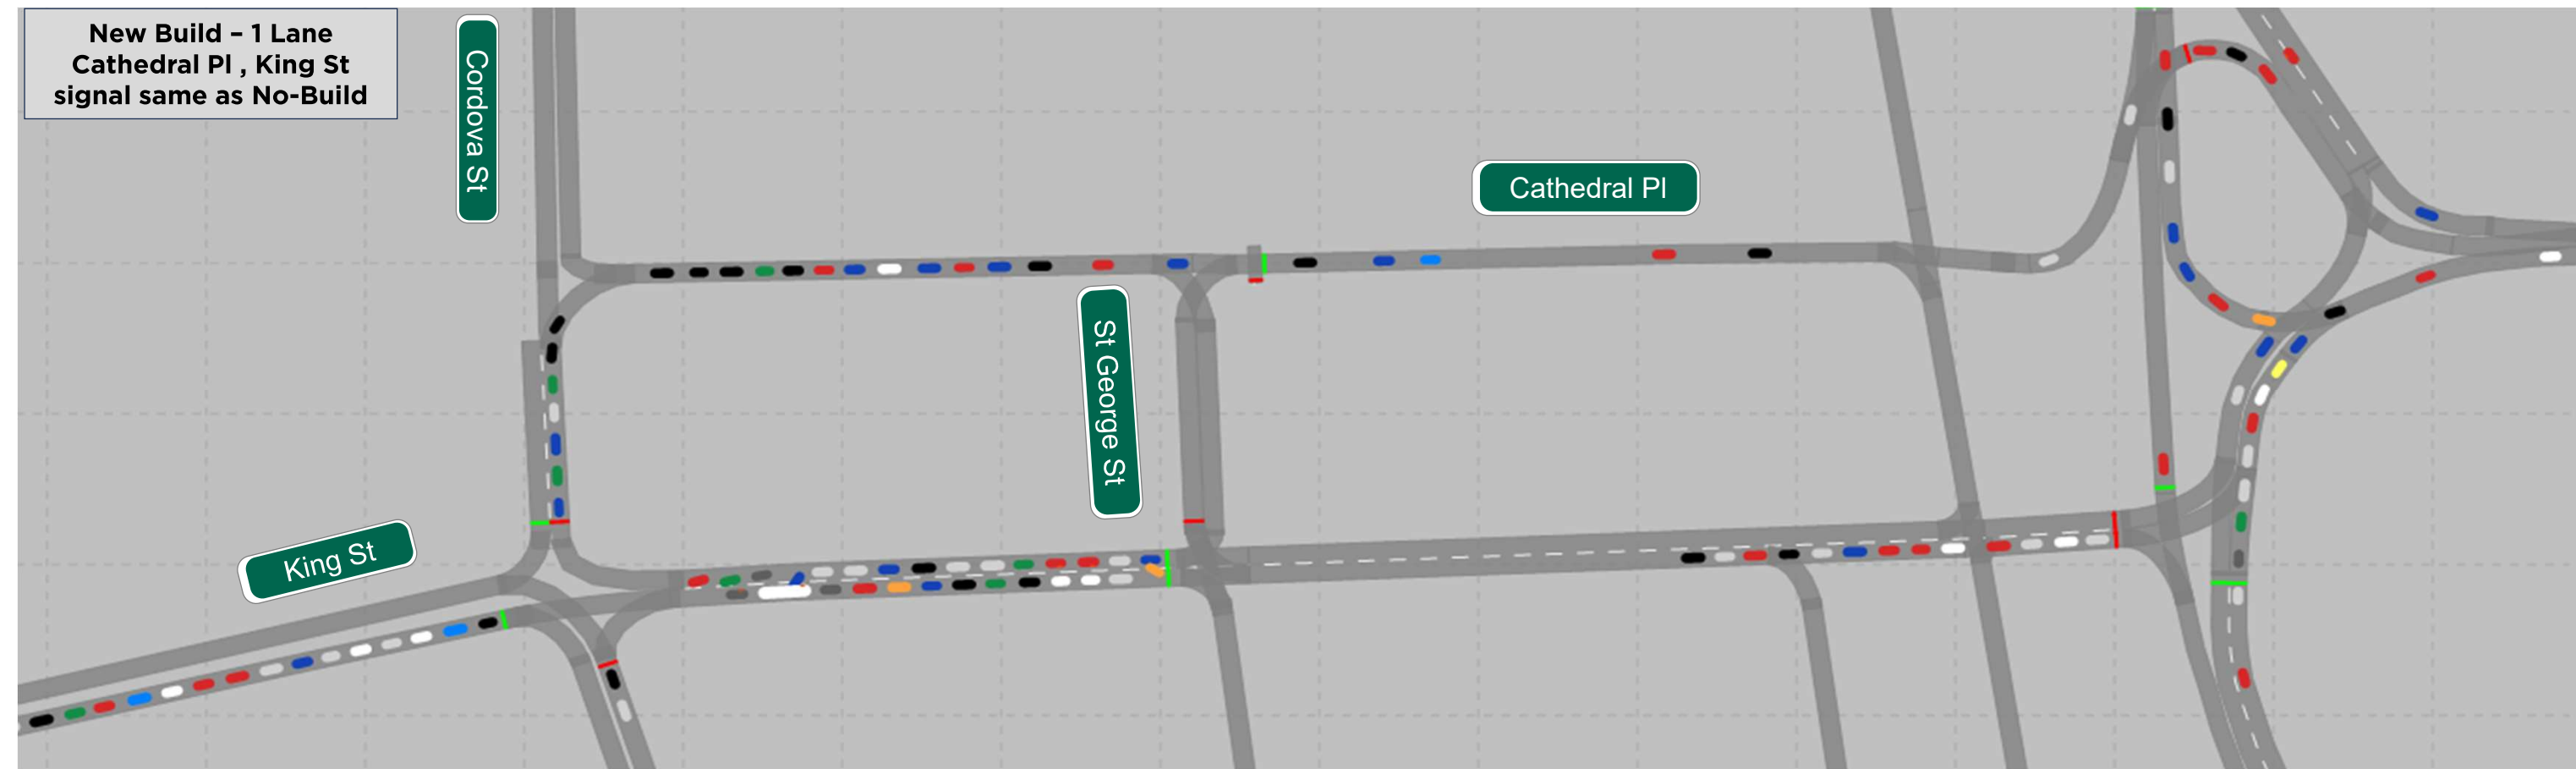 New Build – 1 Lane
Cathedral Pl , King St
signal same as No-Build
Cordova St
Cathedral Pl
St George St
King St